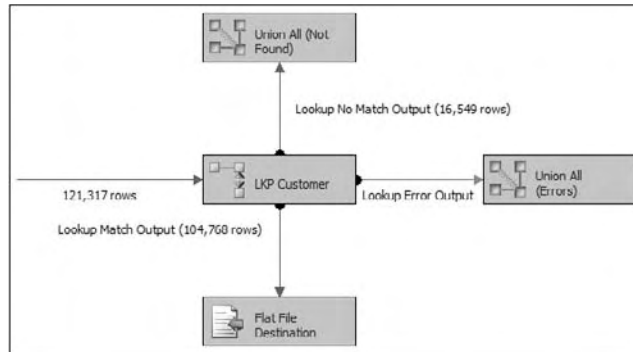 Union All (Not
Found)
Lookup No Match Output (16,549 rows)
LKP Customer
121,317 rows
Lookup Error Output
Union All
(Errors)
Lookup Match Output (104,768 rows)
Flat File
Destination